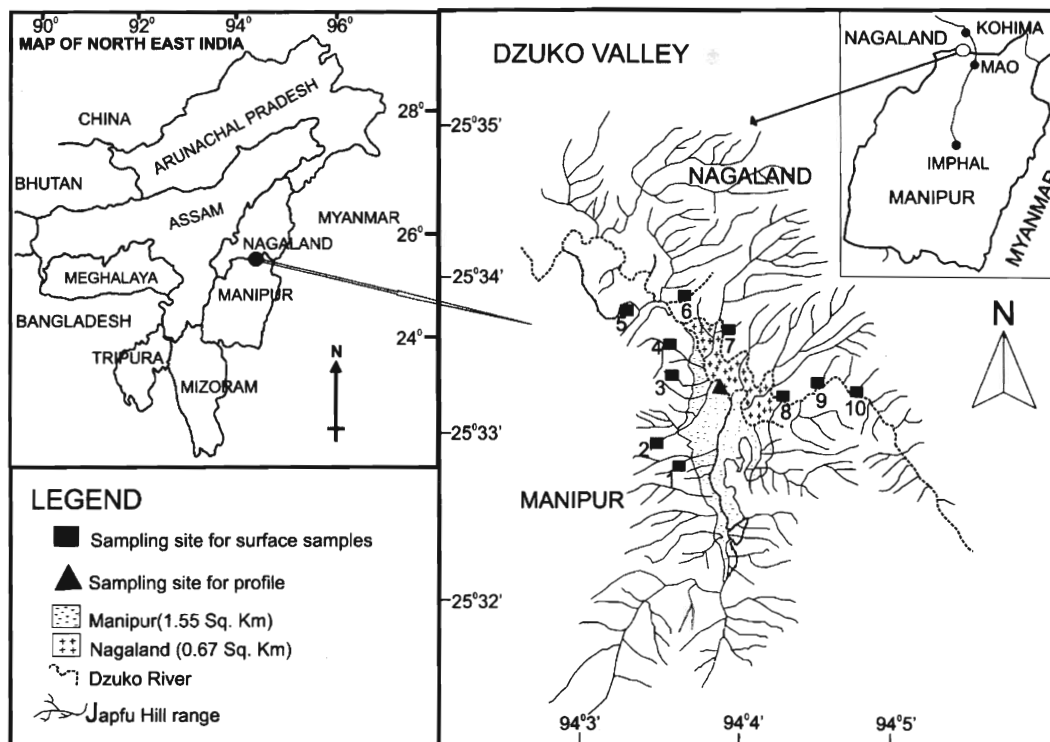 90°
92°
94°
96°
MAP OF NORTH EAST INDIA
CHINA
ARUNACHAL PRADESH
BHUTAN
ASSAM
MYANMAR
NAGALAND
MEGHALAYA
MANIPUR
BANGLADESH
TRIPURA
MIZORAM
N
28°
26°
24°
LEGEND
Sampling site for surface samples
Sampling site for profile
Manipur(1.55 Sq. Km)
Nagaland (0.67 Sq. Km)
Dzuko River
Japfu Hill range
DZUKO VALLEY
25°35'
25°34'
25°33'
25°32'
NAGALAND
6
5
7
4
3
8
9
10
2
1
MANIPUR
N
94°3'
94°4'
94°5'
KOHIMA
NAGALAND
MAO
IMPHAL
MANIPUR
MYANMAR